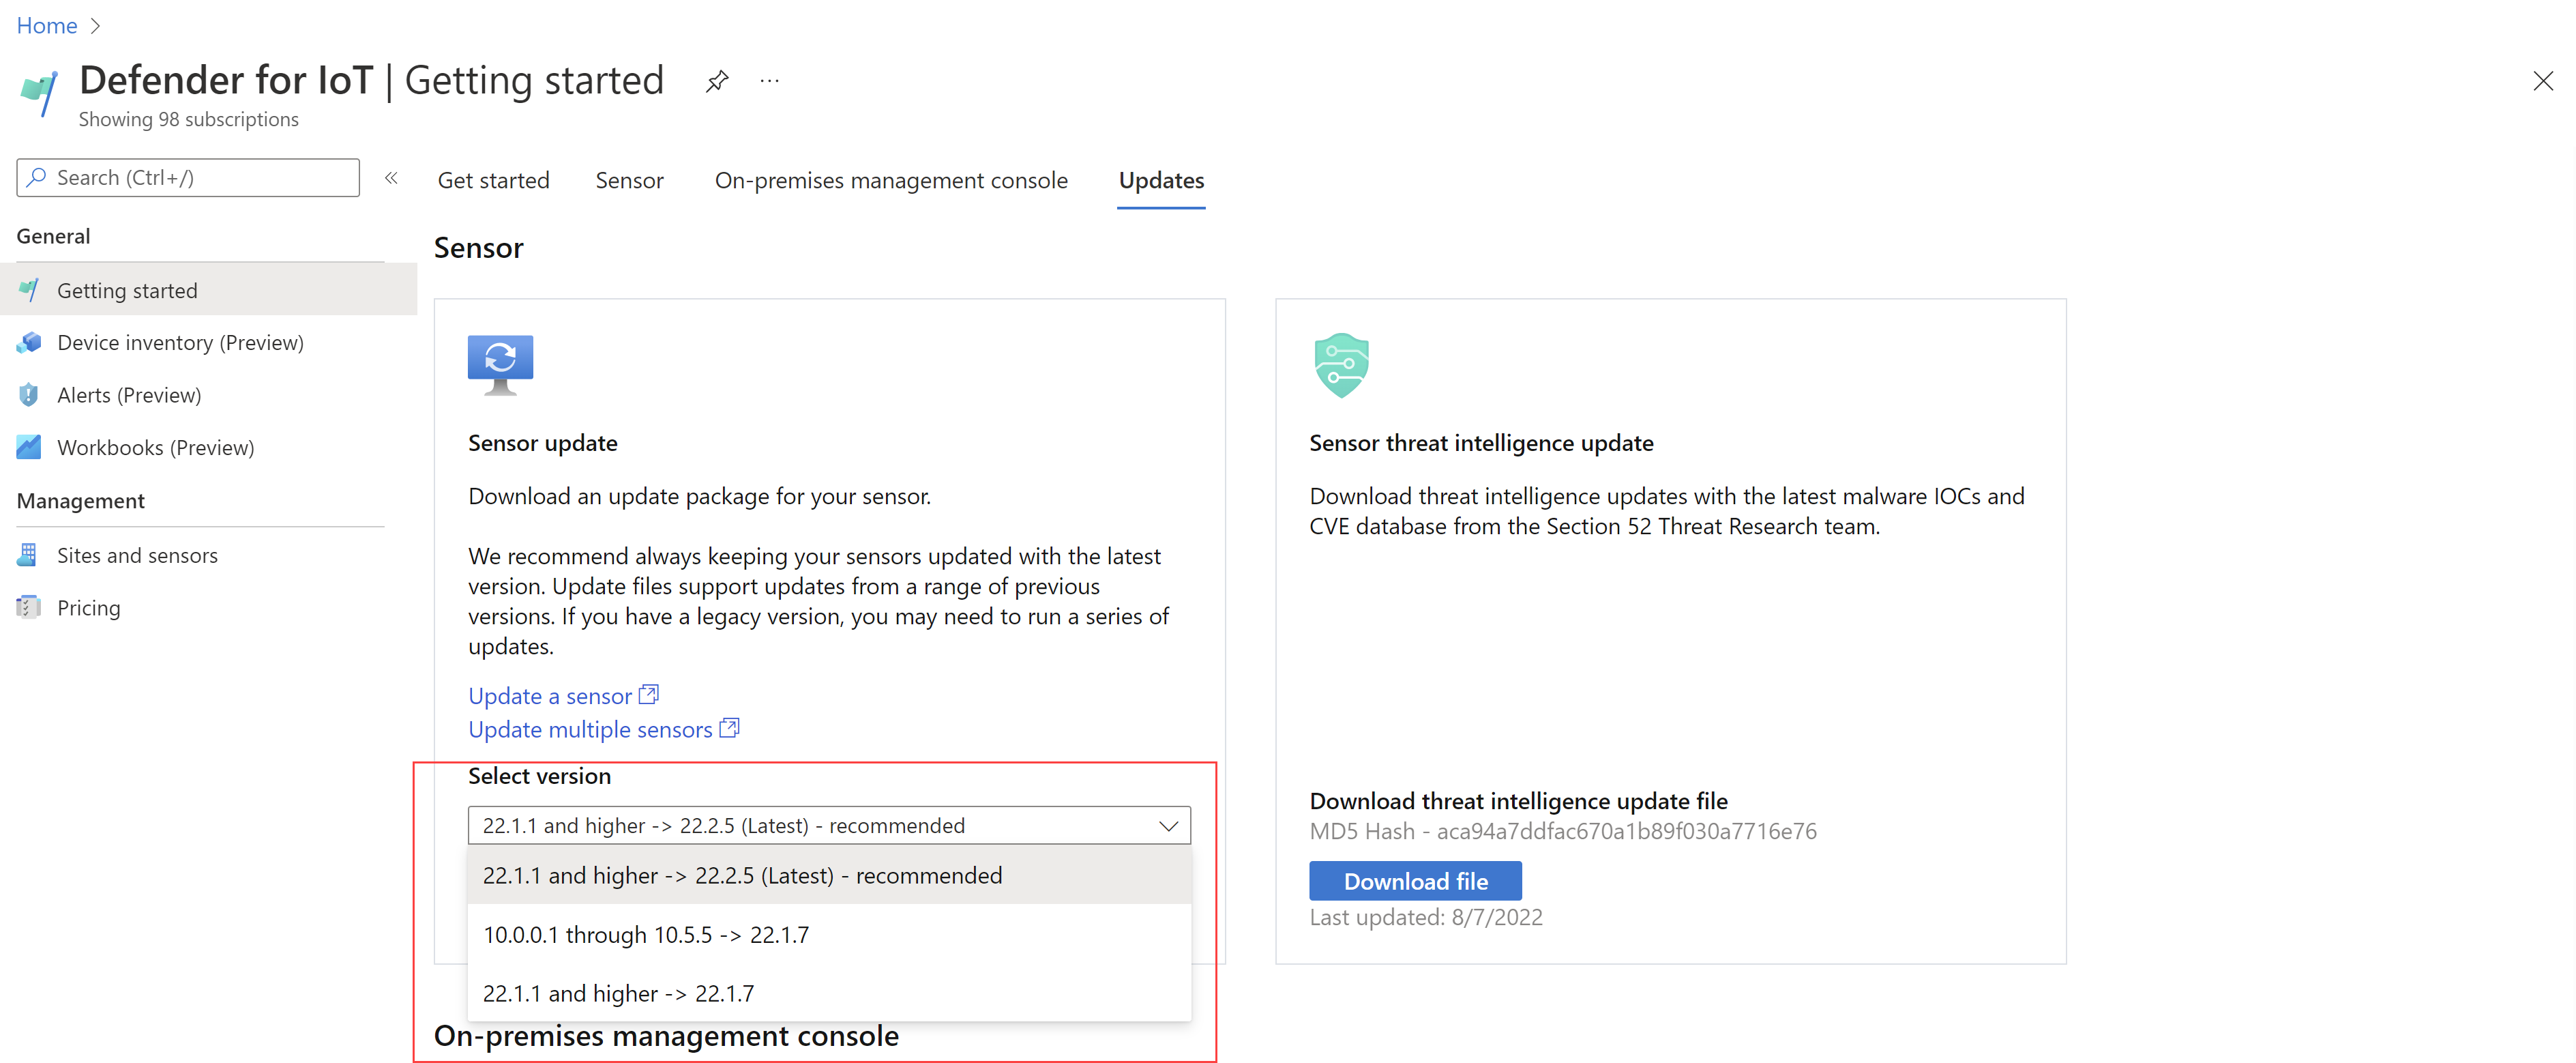 Home
Defender for IoT | Getting started
Showing 98 subscriptions
Search (Ctrl+/)
General
Getting started
Device inventory (Preview)
Alerts (Preview)
Workbooks (Preview)
Management
Sites and sensors
Pricing
Get started
Sensor
On-premises management console
Updates
Sensor
Sensor update
Download an update package for your sensor.
We recommend always keeping your sensors updated with the latest
version. Update files support updates from a range of previous
versions. If you have a legacy version, you may need to run a series of
updates.
Update a sensor
Update multiple sensors
Select version
22.1.1 and higher -> 22.2.5 (Latest) - recommended
22.1.1 and higher -> 22.2.5 (Latest) - recommended
10.0.0.1 through 10.5.5 -> 22.1.7
22.1.1 and higher -> 22.1.7
Sensor threat intelligence update
Download threat intelligence updates with the latest malware IOCs and
CVE database from the Section 52 Threat Research team.
Download threat intelligence update file
MD5 Hash - aca94a7ddfac670a1b89f030a7716e76
Download file
Last updated: 8/7/2022
On-premises management console